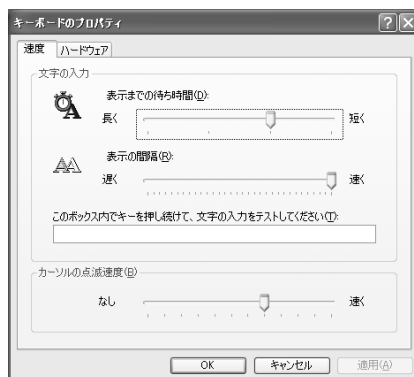 キーボードのプロパティ
速度 ハードウェア
文字の入力
表示までの待ち時間(D):
長く 短く
表示の間隔(R):
遅く 速く
このボックス内でキーを押し続けて、文字の入力をテストしてください(T):
カーソルの点滅速度(B)
なし 速く
OK キャンセル 適用(A)